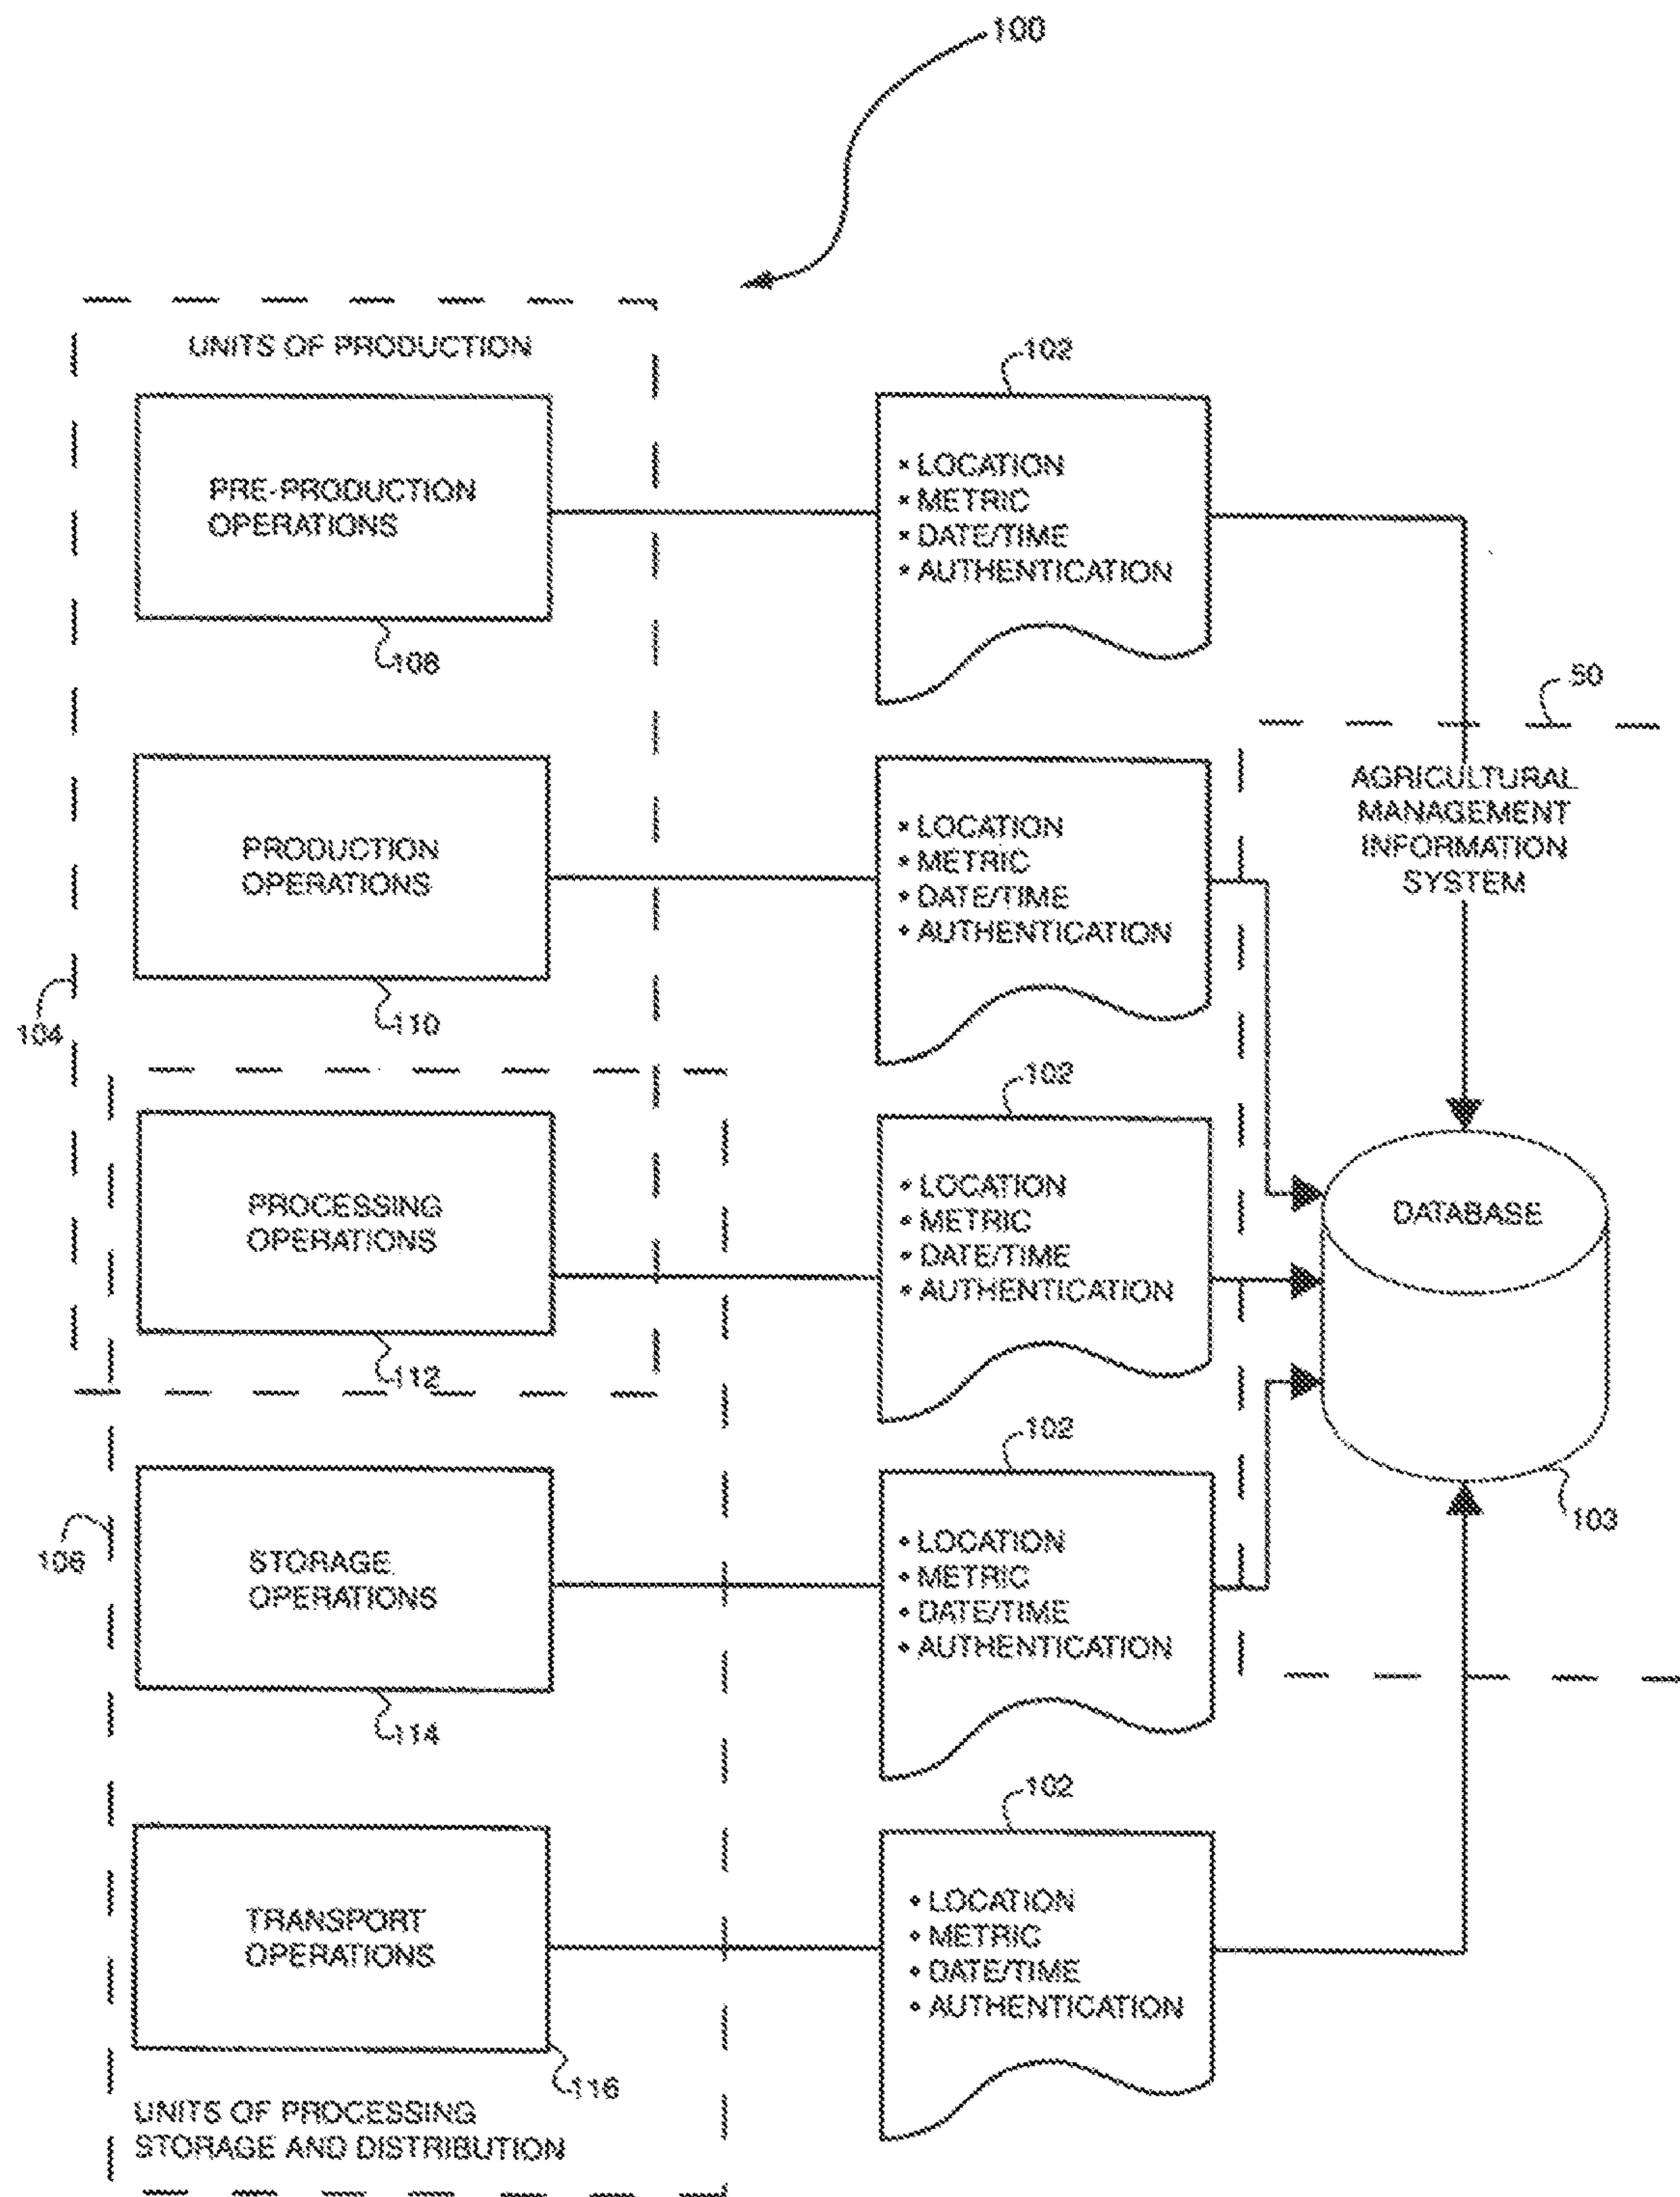 100
UNITS OF PRODUCTION
PRE-PRODUCTION
OPERATIONS
108
102
• LOCATION
• METRIC
• DATE/TIME
• AUTHENTICATION
50
AGRICULTURAL
MANAGEMENT
INFORMATION
SYSTEM
PRODUCTION
OPERATIONS
110
104
• LOCATION
• METRIC
• DATE/TIME
• AUTHENTICATION
PROCESSING
OPERATIONS
112
102
• LOCATION
• METRIC
• DATE/TIME
• AUTHENTICATION
DATABASE
103
STORAGE
OPERATIONS
114
106
102
• LOCATION
• METRIC
• DATE/TIME
• AUTHENTICATION
TRANSPORT
OPERATIONS
116
102
• LOCATION
• METRIC
• DATE/TIME
• AUTHENTICATION
UNITS OF PROCESSING
STORAGE AND DISTRIBUTION